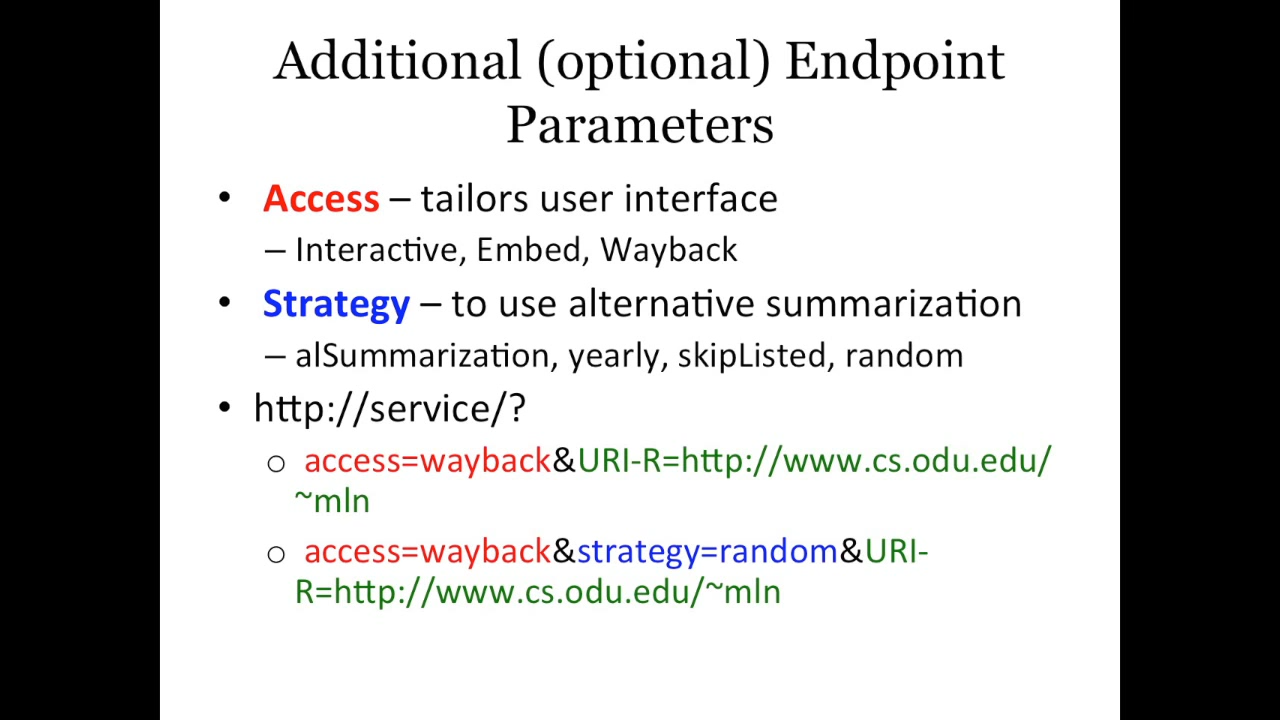 Additional (optional) Endpoint
Parameters
• Access – tailors user interface
– Interactive, Embed, Wayback
• Strategy – to use alternative summarization
– alSummarization, yearly, skipListed, random
• http://service/?
o access=wayback&URI-R=http://www.cs.odu.edu/
~mln
o access=wayback&strategy=random&URI-
R=http://www.cs.odu.edu/~mln